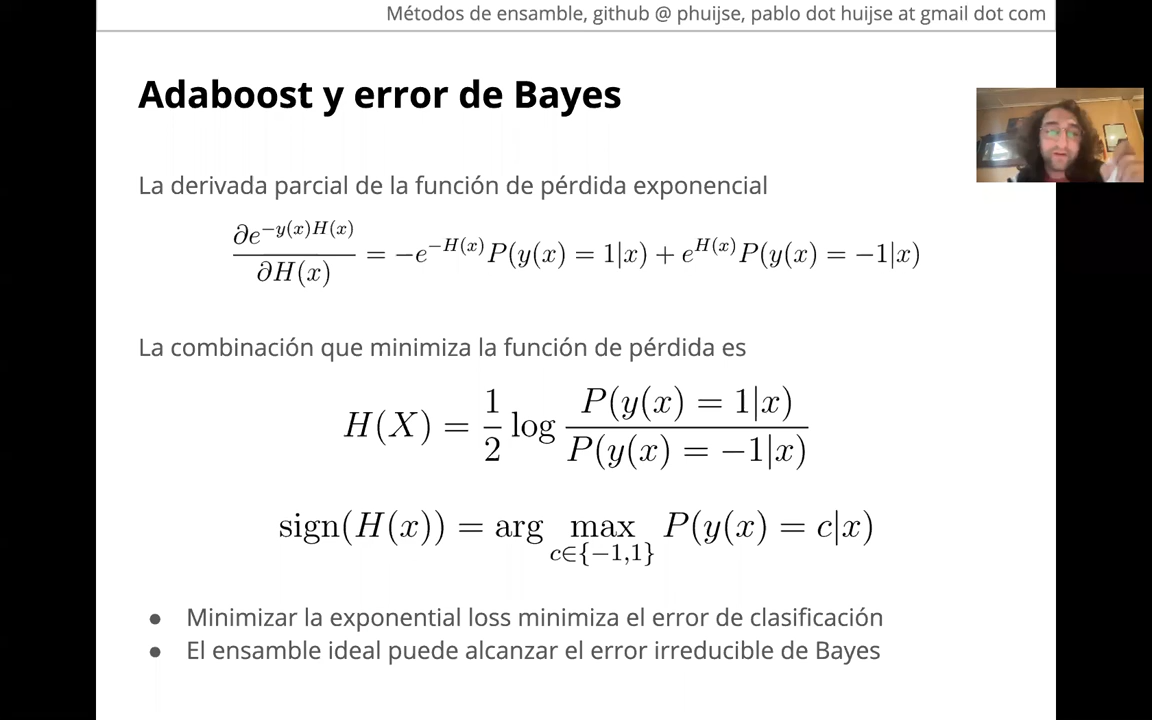 Métodos de ensamble, github @ phuijse, pablo dot huijse at gmail dot com
Adaboost y error de Bayes
La derivada parcial de la función de pérdida exponencial
∂e^{-y(x)H(x)} / ∂H(x) = −e^{−H(x)} P(y(x) = 1|x) + e^{H(x)} P(y(x) = −1|x)
La combinación que minimiza la función de pérdida es
H(X) = 1/2 log P(y(x) = 1|x) / P(y(x) = −1|x)
sign(H(x)) = arg max_{c∈{−1,1}} P(y(x) = c|x)
● Minimizar la exponential loss minimiza el error de clasificación
● El ensamble ideal puede alcanzar el error irreducible de Bayes